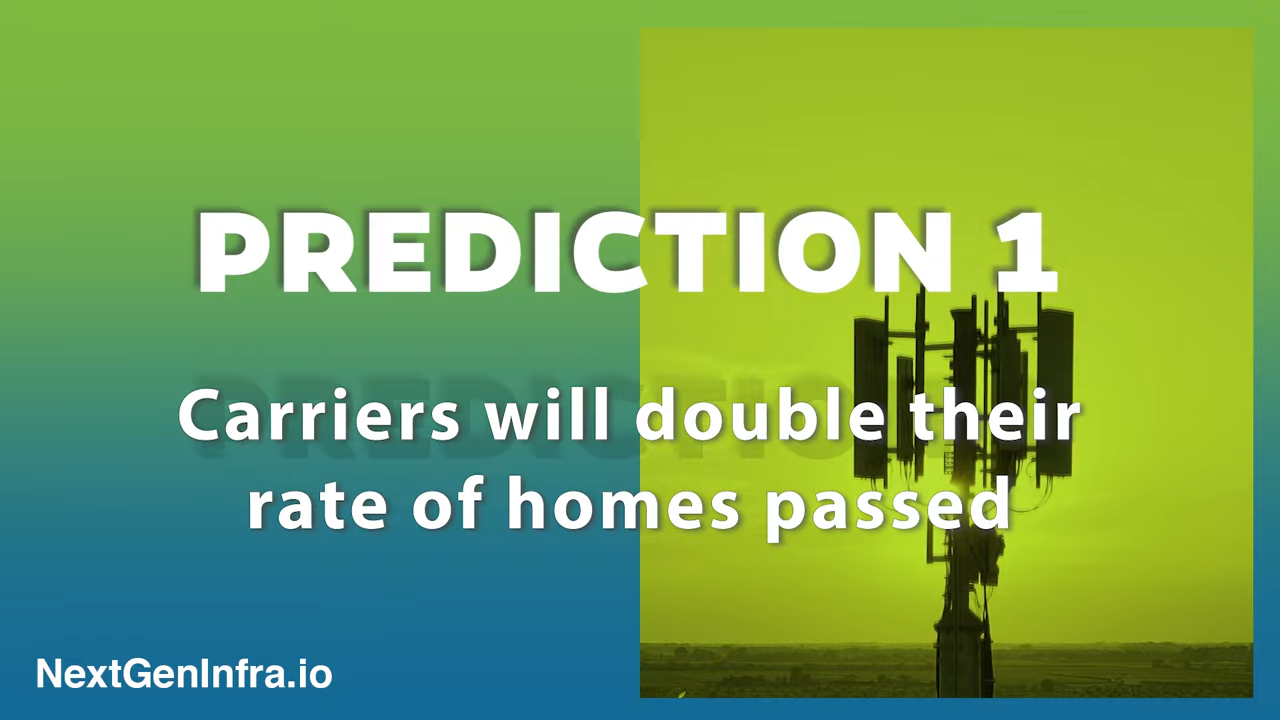 PREDICTION 1
Carriers will double their
rate of homes passed
NextGenInfra.io